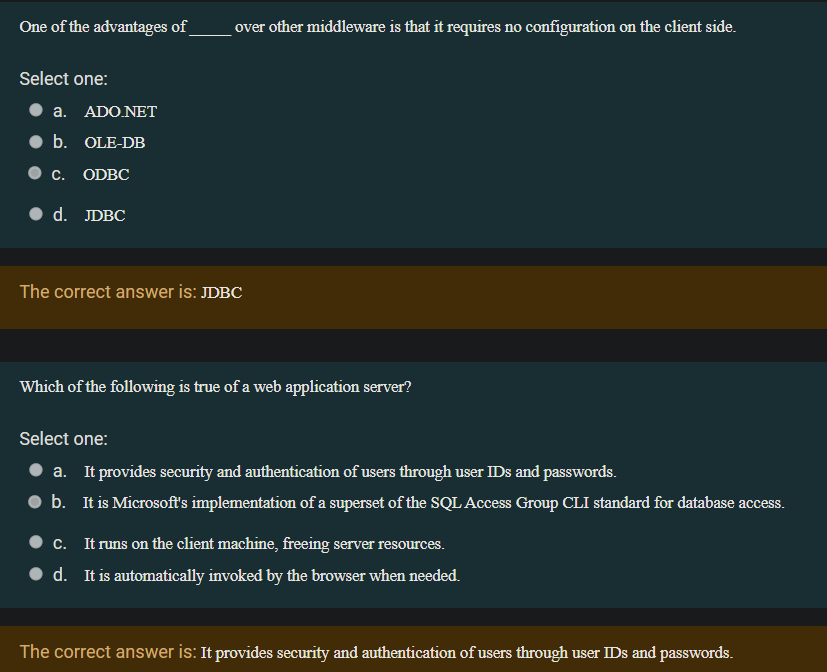 One of the advantages of _____ over other middleware is that it requires no configuration on the client side.
Select one:
a. ADO.NET
b. OLE-DB
c. ODBC
d. JDBC
The correct answer is: JDBC
Which of the following is true of a web application server?
Select one:
a. It provides security and authentication of users through user IDs and passwords.
b. It is Microsoft's implementation of a superset of the SQL Access Group CLI standard for database access.
c. It runs on the client machine, freeing server resources.
d. It is automatically invoked by the browser when needed.
The correct answer is: It provides security and authentication of users through user IDs and passwords.